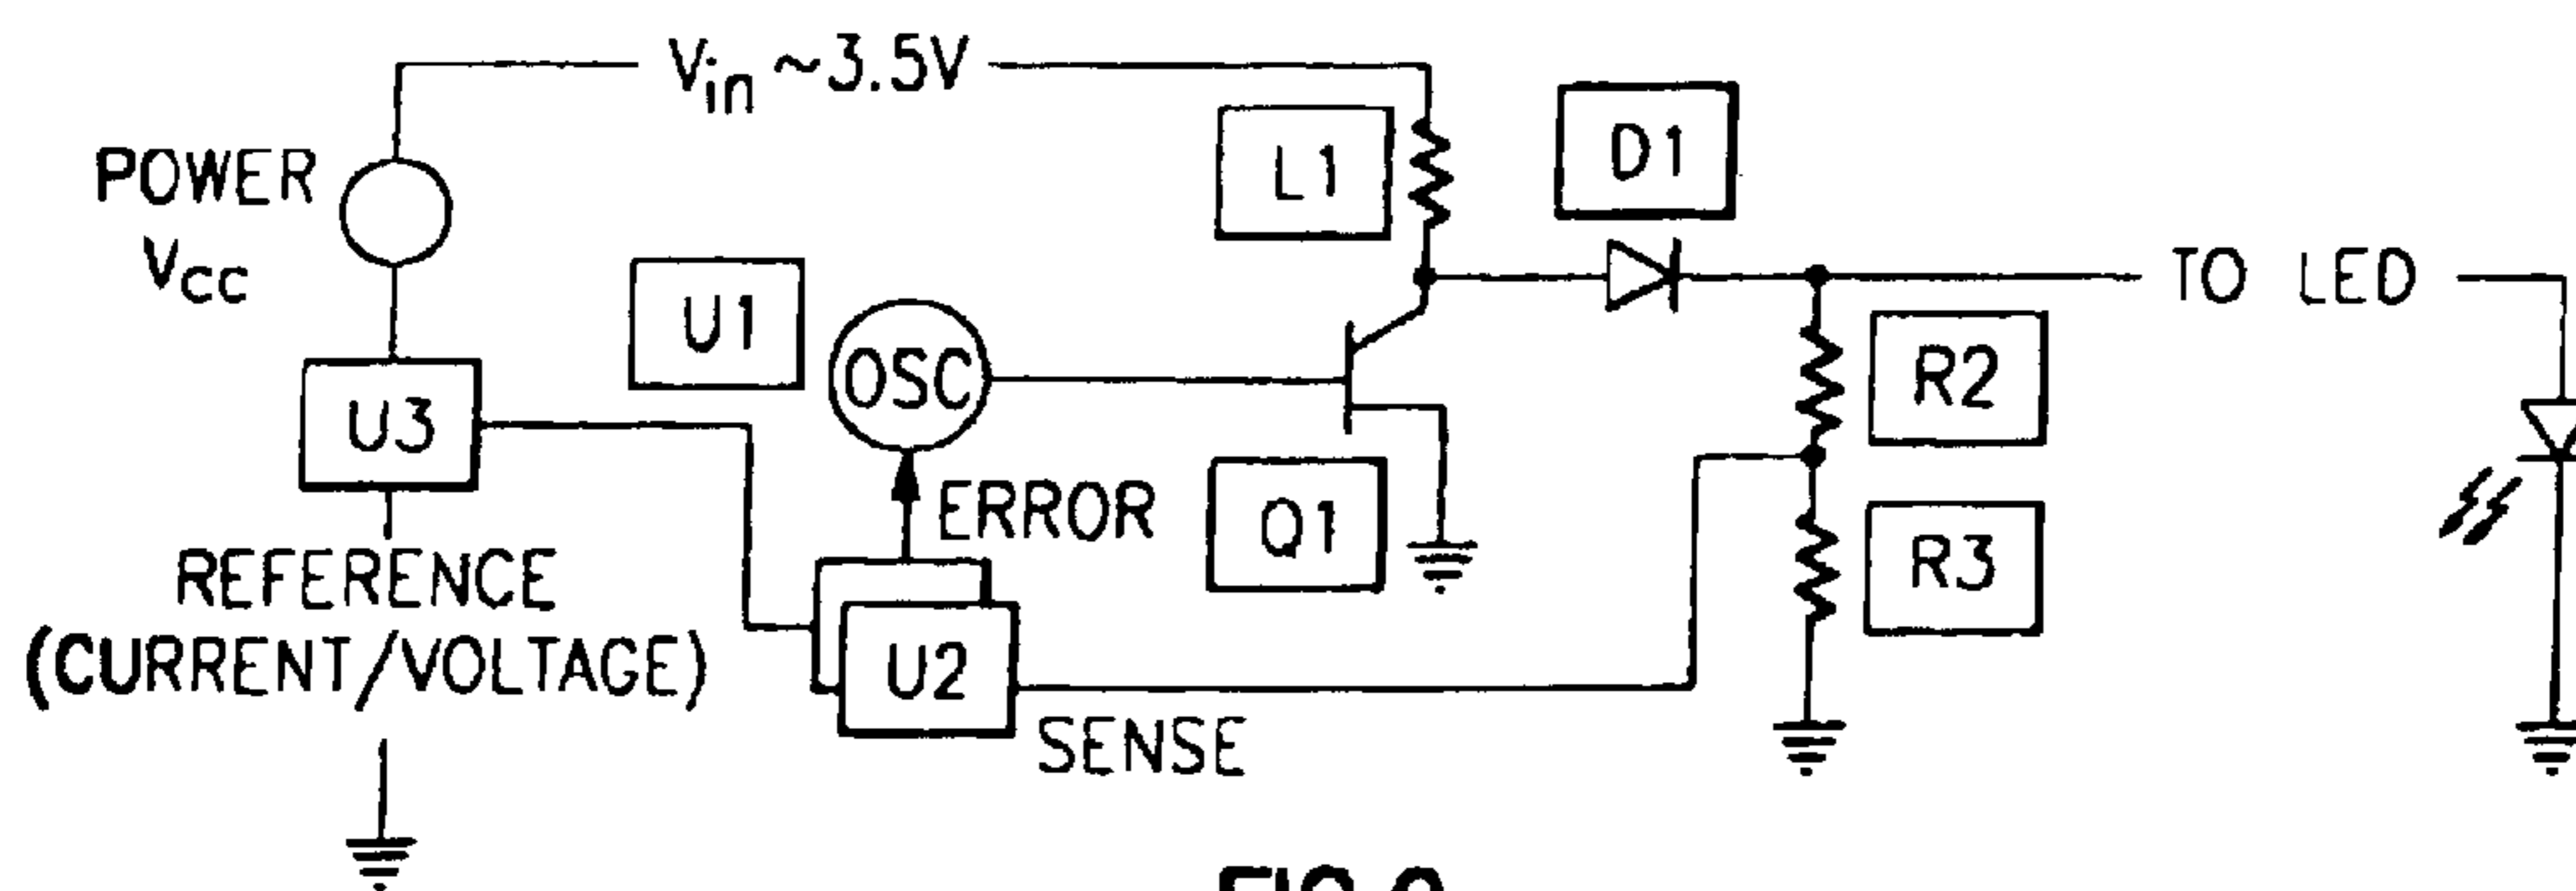 Vin ~3.5V
POWER
Vcc
L1
D1
U1
OSC
TO LED
U3
R2
ERROR
Q1
R3
REFERENCE
(CURRENT/VOLTAGE)
U2
SENSE